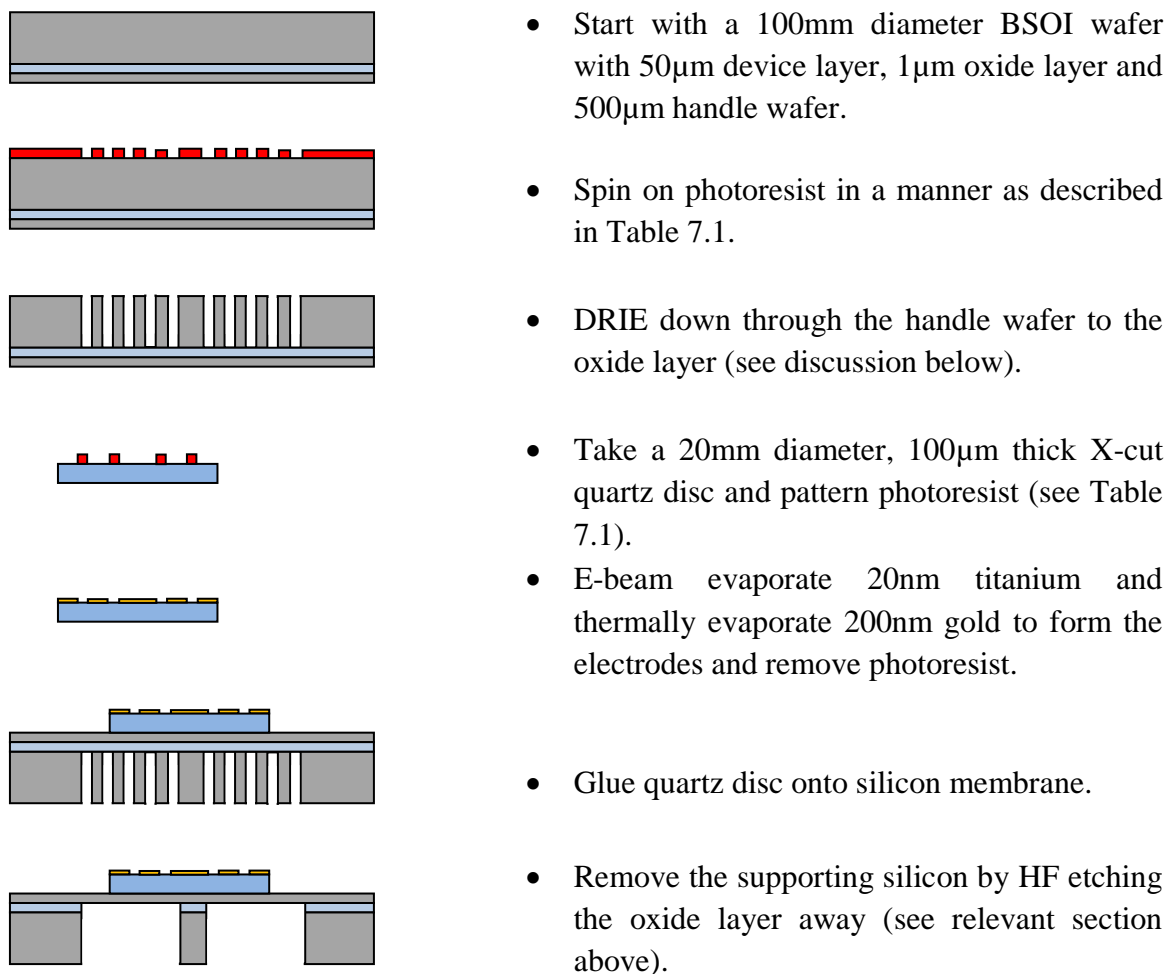 • Start with a 100mm diameter BSOI wafer
with 50µm device layer, 1µm oxide layer and
500µm handle wafer.
• Spin on photoresist in a manner as described
in Table 7.1.
• DRIE down through the handle wafer to the
oxide layer (see discussion below).
• Take a 20mm diameter, 100µm thick X-cut
quartz disc and pattern photoresist (see Table
7.1).
• E-beam evaporate 20nm titanium and
thermally evaporate 200nm gold to form the
electrodes and remove photoresist.
• Glue quartz disc onto silicon membrane.
• Remove the supporting silicon by HF etching
the oxide layer away (see relevant section
above).